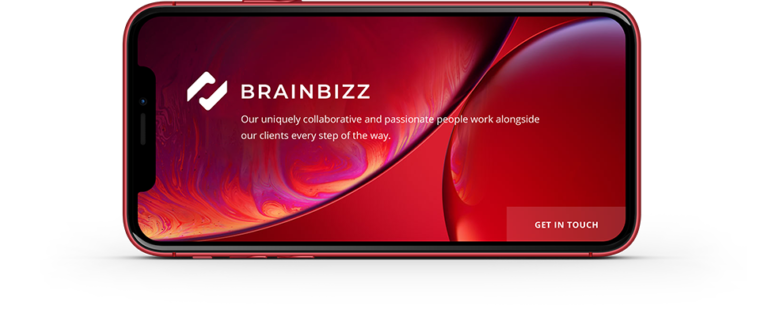 BRAINBIZZ
Our uniquely collaborative and passionate people work alongside
our clients every step of the way.
GET IN TOUCH